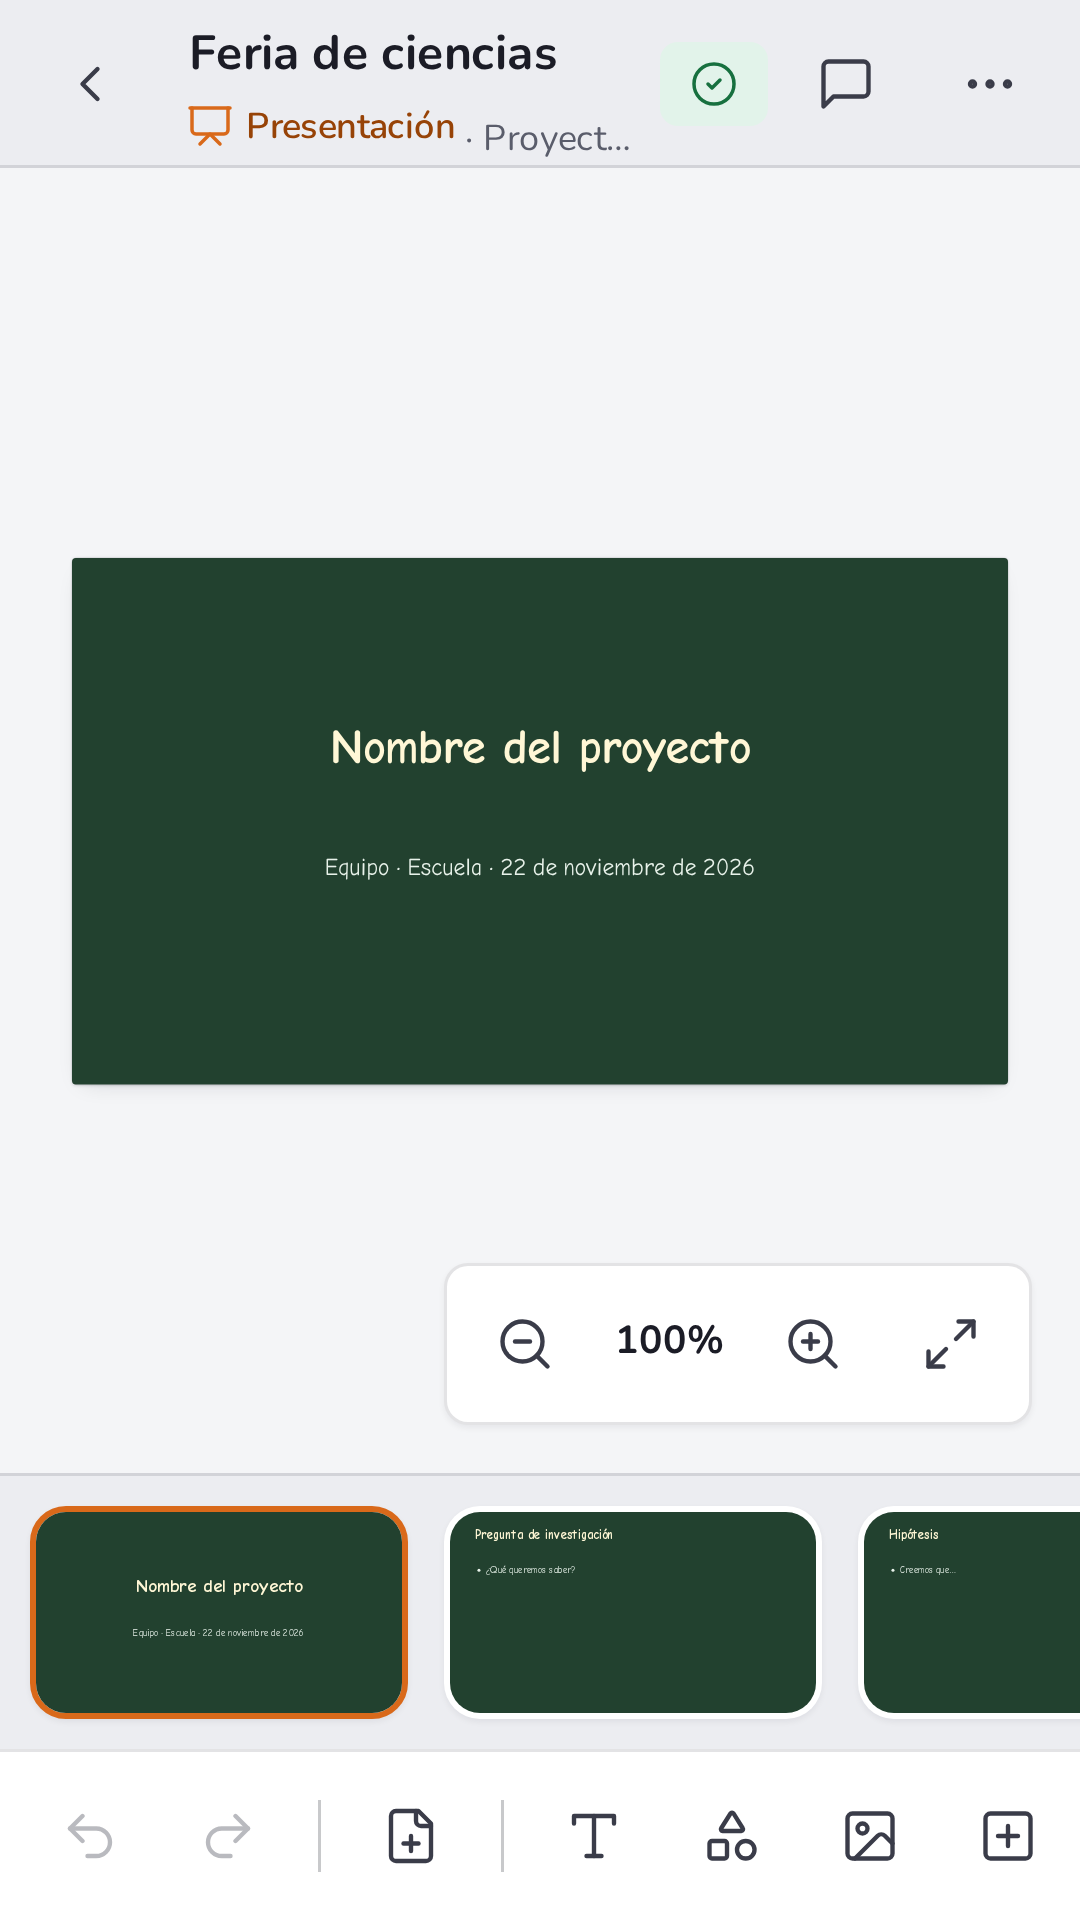 Feria de ciencias
Presentación · Proyect...
Nombre del proyecto
Equipo · Escuela · 22 de noviembre de 2026
100%
Nombre del proyecto
Equipo · Escuela · 22 de noviembre de 2026
Pregunta de investigación
• ¿Qué queremos saber?
Hipótesis
• Creemos que...